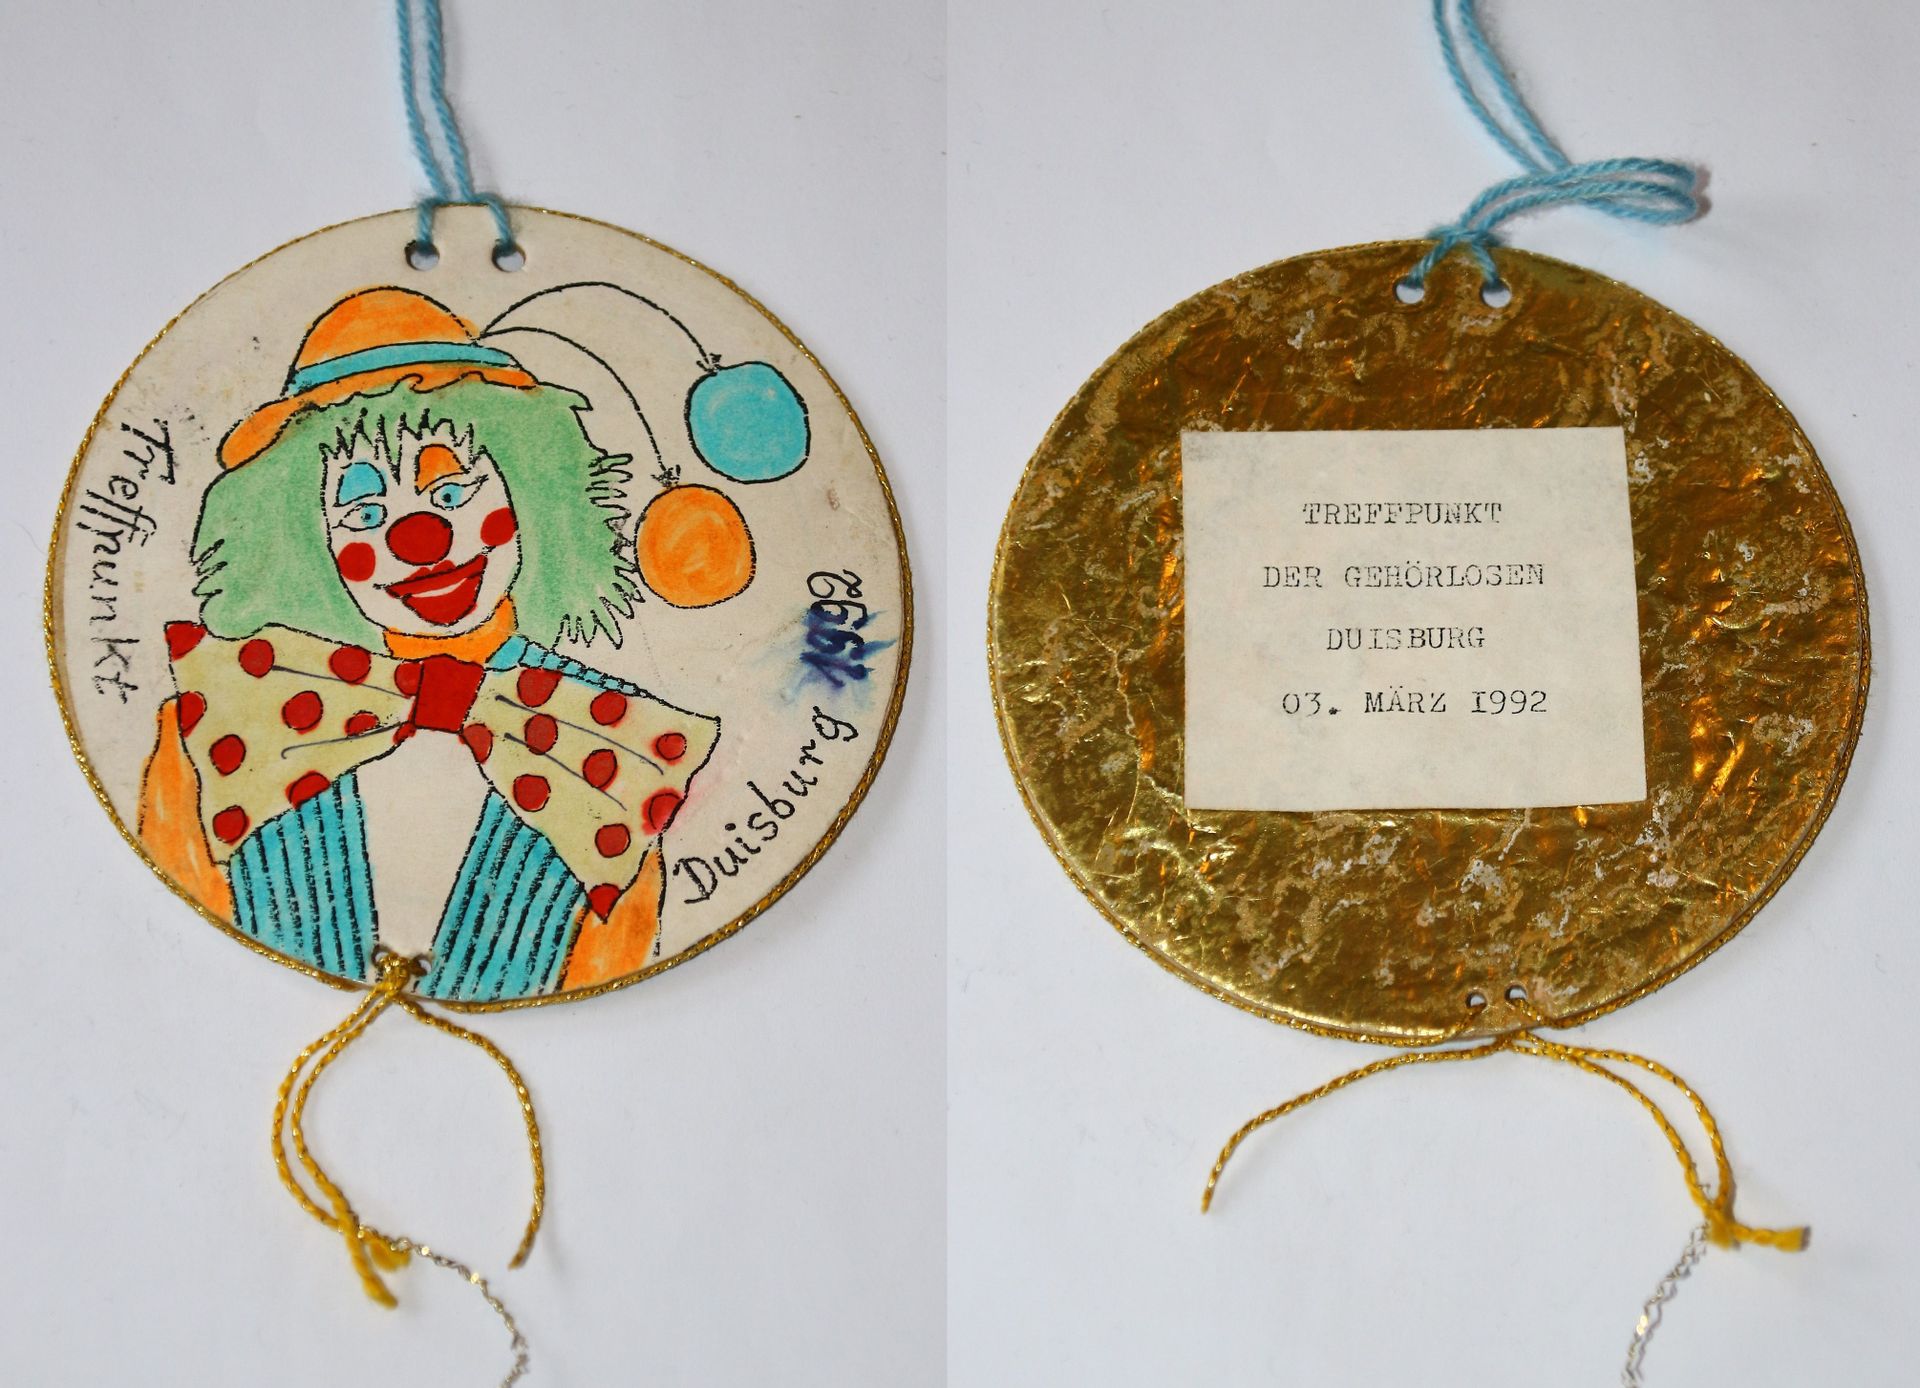 Treffpunkt
Duisburg 1992
TREFFPUNKT
DER GEHÖRLOSEN
DUISBURG
03. MÄRZ 1992